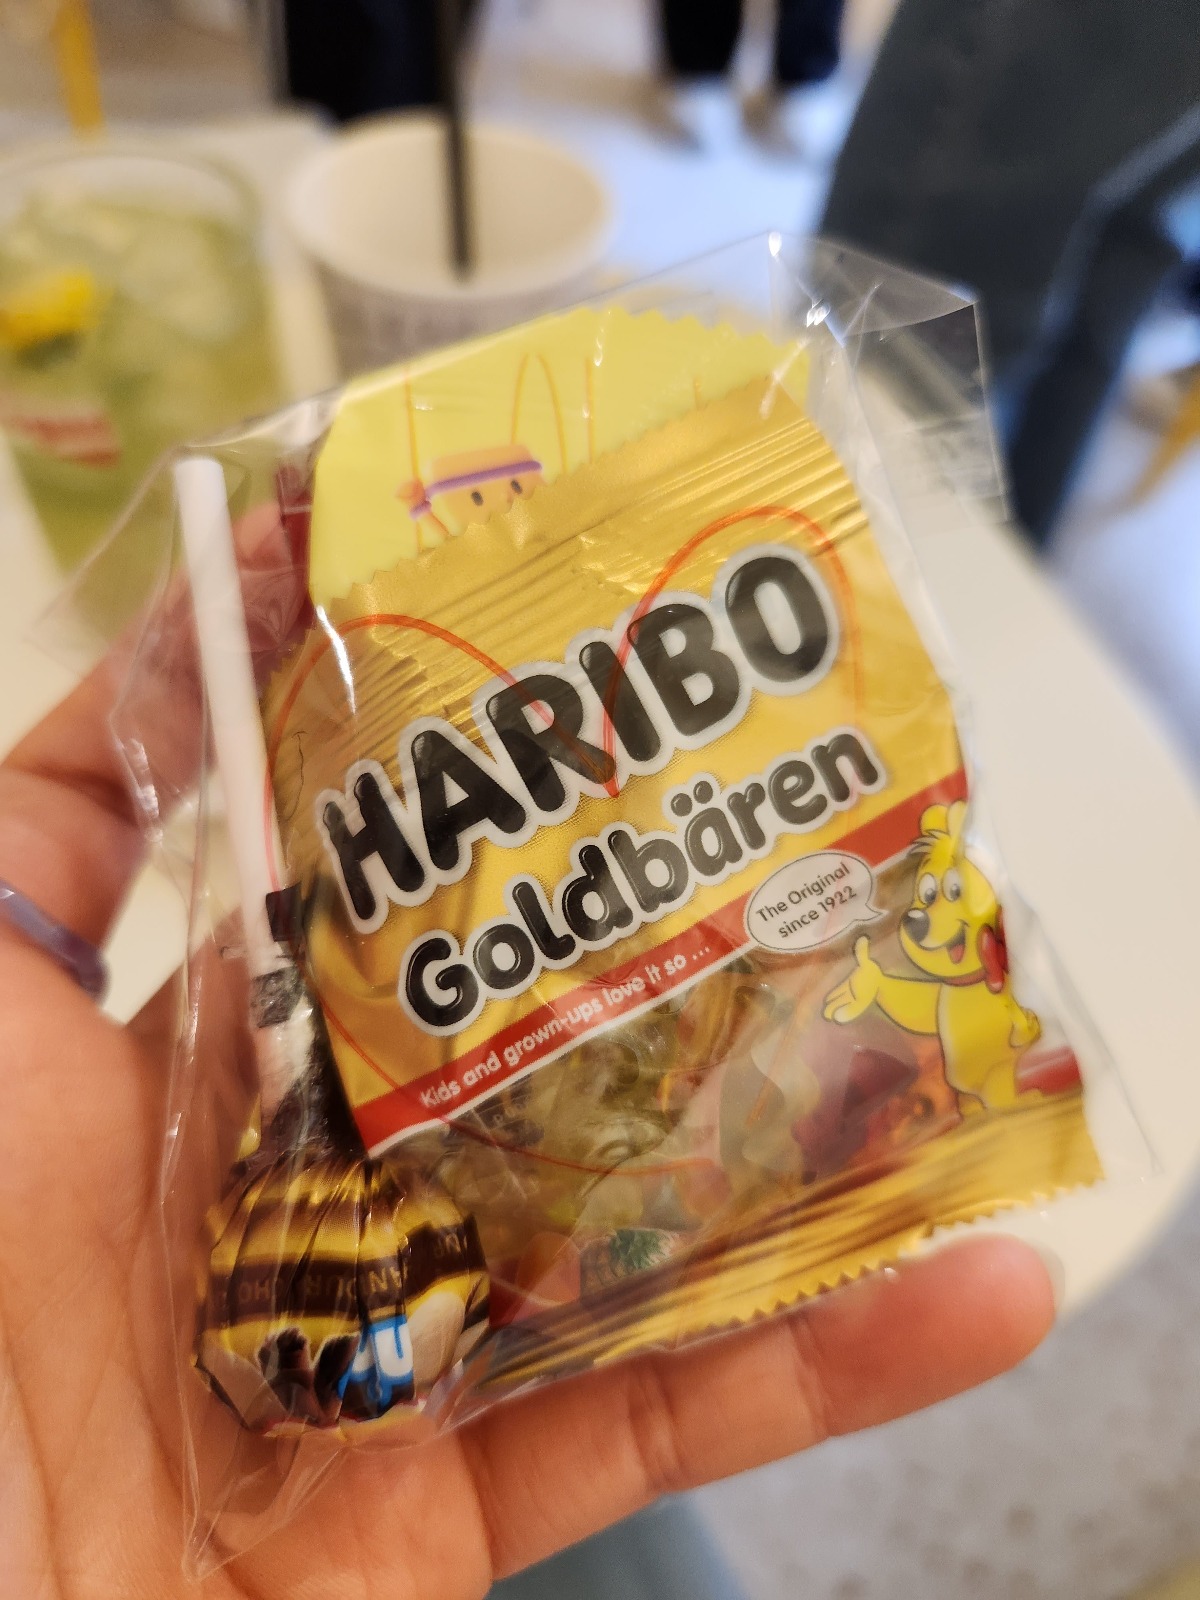 HARIBO
Goldbären
The Original
since 1922
Kids and grown-ups love it so ...